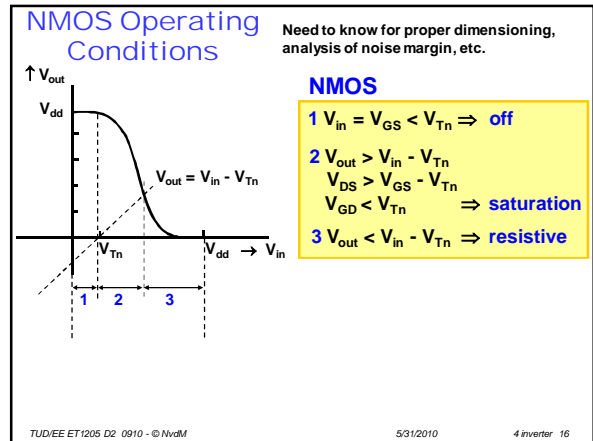 NMOS Operating
Conditions
Need to know for proper dimensioning,
analysis of noise margin, etc.
↑ Vout
Vdd
Vout = Vin - VTn
VTn
Vdd → Vin
1 2 3
NMOS
1 Vin = VGS < VTn ⇒ off
2 Vout > Vin - VTn
VDS > VGS - VTn
VGD < VTn ⇒ saturation
3 Vout < Vin - VTn ⇒ resistive
TUD/EE ET1205 D2 0910 - © NvdM
5/31/2010
4 inverter 16